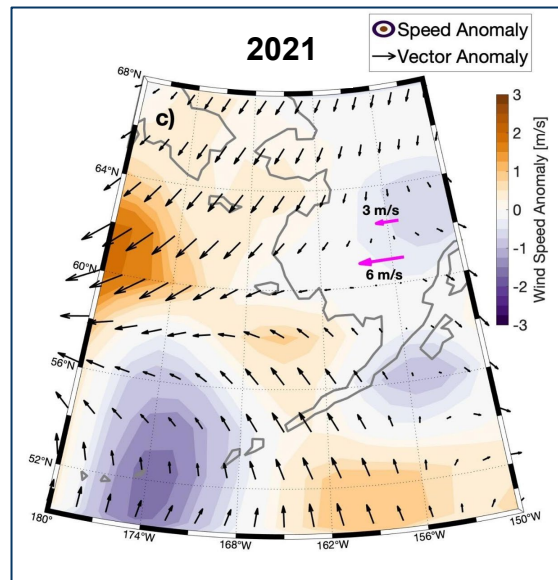 2021
Speed Anomaly
Vector Anomaly
c)
68°N
64°N
60°N
56°N
52°N
180°
174°W
168°W
162°W
156°W
150°W
3 m/s
6 m/s
3
2
1
0
-1
-2
-3
Wind Speed Anomaly [m/s]